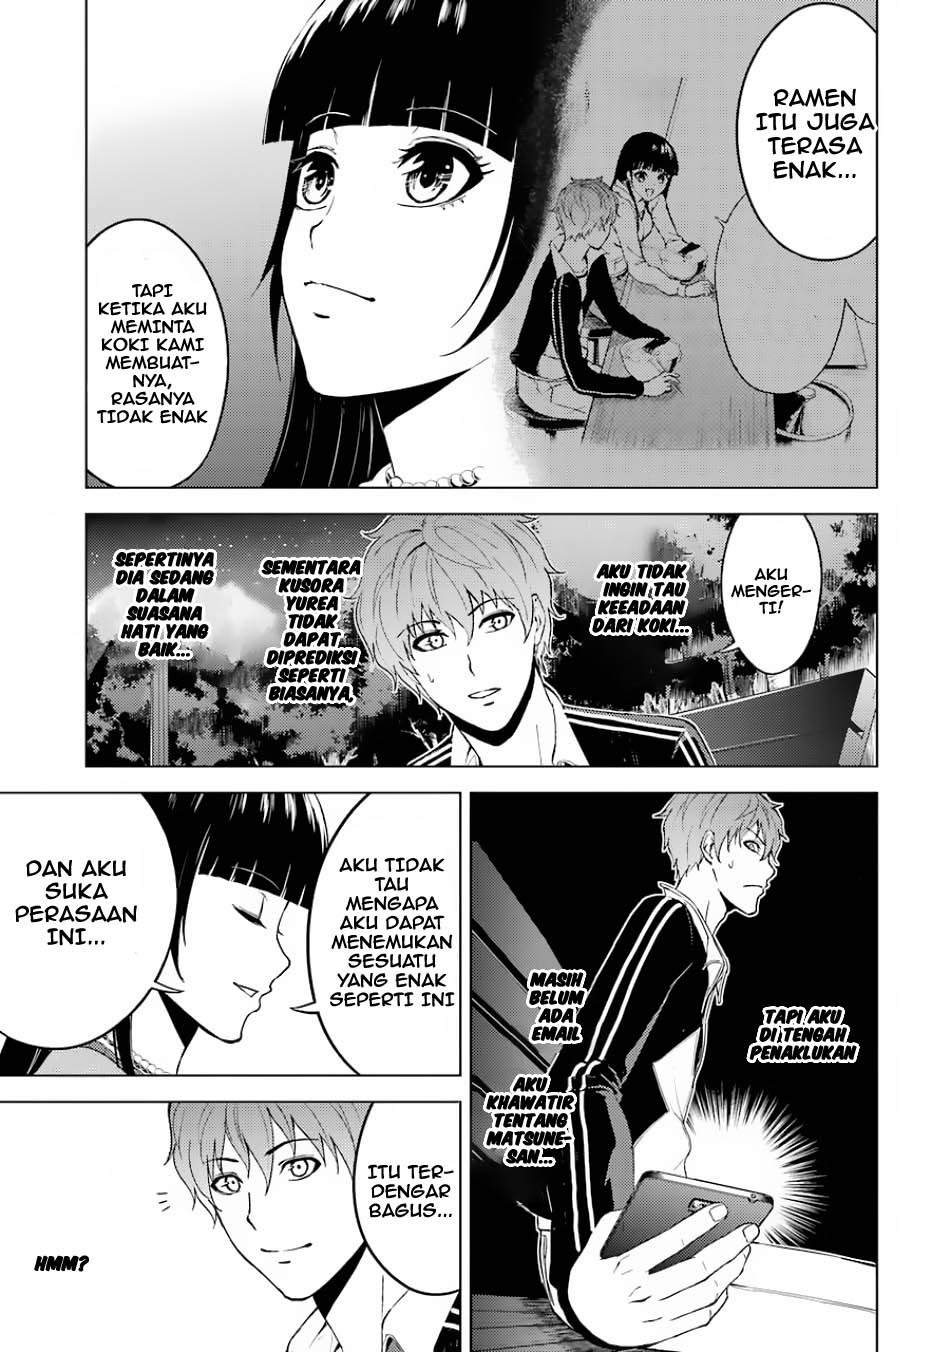 RAMEN
ITU JUGA
TERASA
ENAK...
TAPI
KETIKA AKU
MEMINTA
KOKI KAMI
MEMBUAT-
NYA,
RASANYA
TIDAK ENAK
AKU
MENGER-
TI!
AKU TIDAK
INGIN TAU
KEEADAAN
DARI KOKI...
SEMENTARA
KUSORA
YUREA
TIDAK
DAPAT
DIPREDIKSI
SEPERTI
BIASANYA,
SEPERTINYA
DIA SEDANG
DALAM
SUASANA
HATI YANG
BAIK...
TAPI AKU
DI TENGAH
PENAKLUKAN
MASIH
BELUM
ADA
EMAIL
AKU
KHAWATIR
TENTANG
MATSUNE-
SAN...
AKU TIDAK
TAU
MENGAPA
AKU DAPAT
MENEMUKAN
SESUATU
YANG ENAK
SEPERTI INI
DAN AKU
SUKA
PERASAAN
INI...
ITU TER-
DENGAR
BAGUS...
HMM?